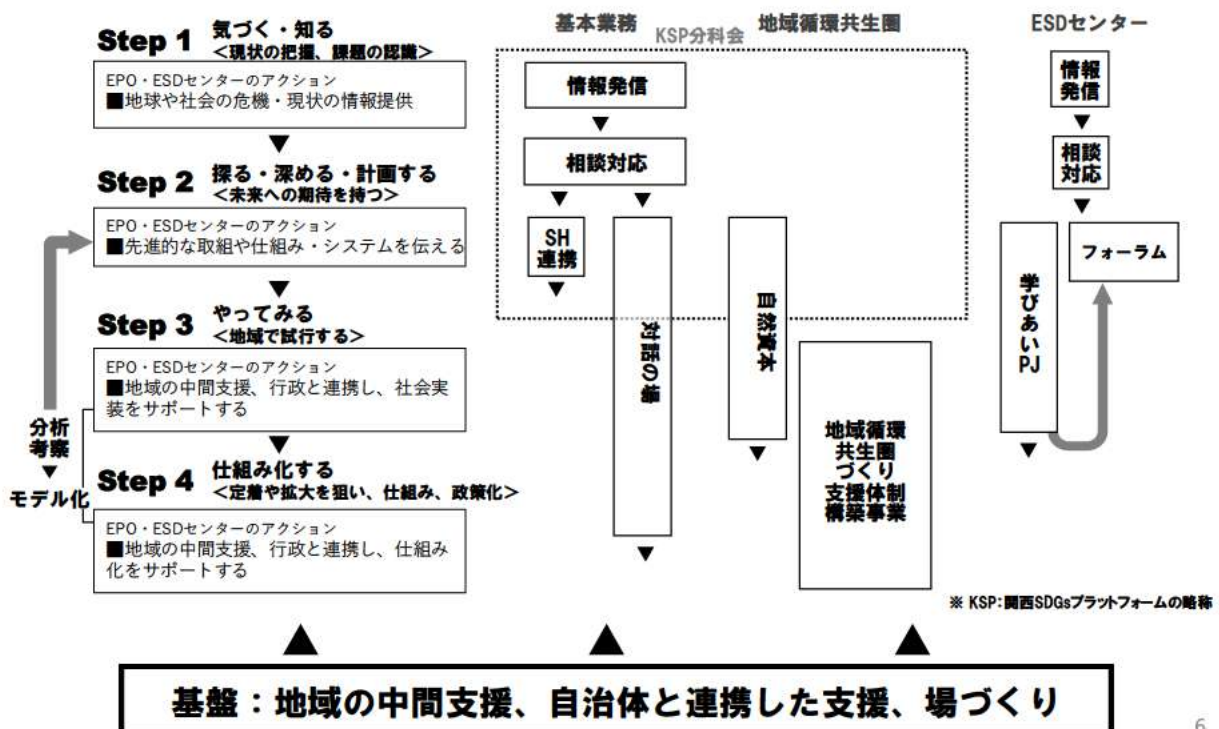 Step 1 気づく・知る
<現状の把握、課題の認識>
EPO・ESDセンターのアクション
■地球や社会の危機・現状の情報提供
▼
Step 2 探る・深める・計画する
<未来への期待を持つ>
EPO・ESDセンターのアクション
■先進的な取組や仕組み・システムを伝える
▼
Step 3 やってみる
<地域で試行する>
EPO・ESDセンターのアクション
■地域の中間支援、行政と連携し、社会実
装をサポートする
▼
Step 4 仕組み化する
<定着や拡大を狙い、仕組み、政策化>
EPO・ESDセンターのアクション
■地域の中間支援、行政と連携し、仕組み
化をサポートする
分析
考察
▼
モデル化
基本業務
KSP分科会
地域循環共生圏
情報発信
▼
相談対応
▼ ▼
SH
連携
▼
対話の場
▼
自然資本
▼
地域循環
共生圏
づくり
支援体制
構築事業
ESDセンター
情報
発信
▼
相談
対応
▼
学びあいPJ
▼
フォーラム
※ KSP:関西SDGsプラットフォームの略称
▲ ▲ ▲
基盤：地域の中間支援、自治体と連携した支援、場づくり
6